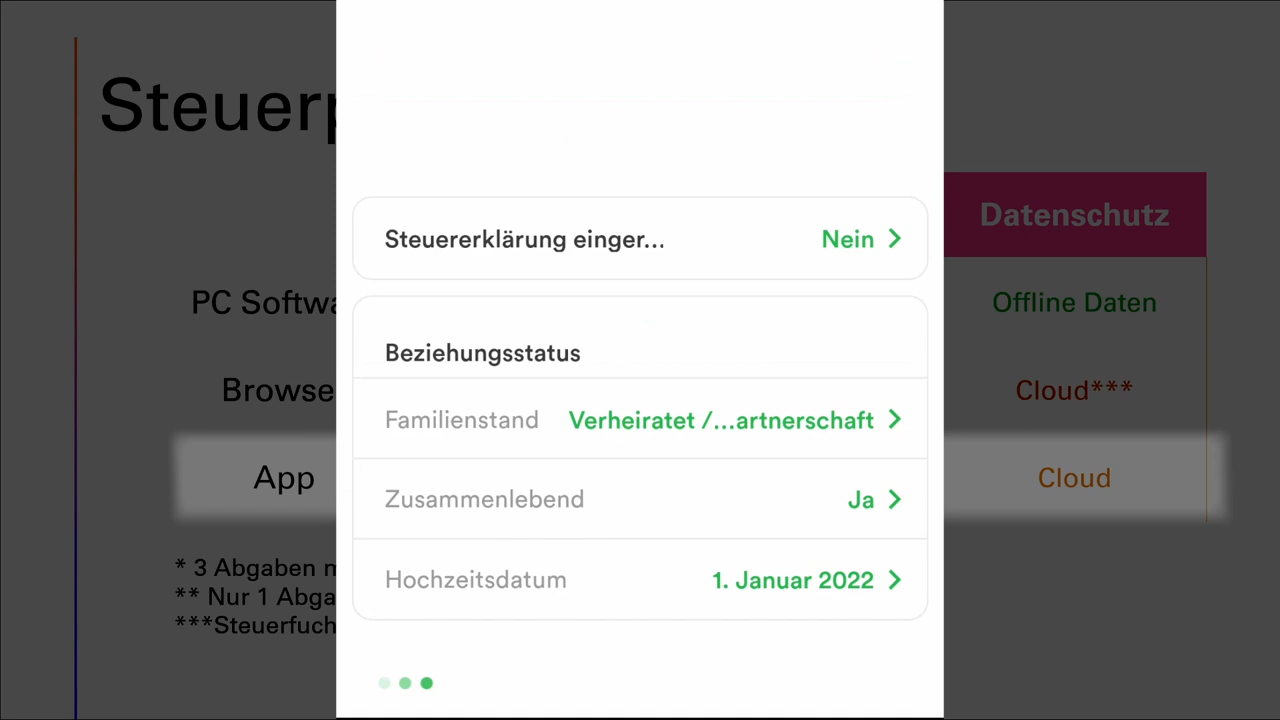 Steuerp
Datenschutz
Steuererklärung einger... Nein
PC Softwa
Offline Daten
Beziehungsstatus
Browse
Cloud***
Familienstand Verheiratet /...artnerschaft
App
Cloud
Zusammenlebend Ja
* 3 Abgaben m
Hochzeitsdatum 1. Januar 2022
** Nur 1 Abga
***Steuerfuch